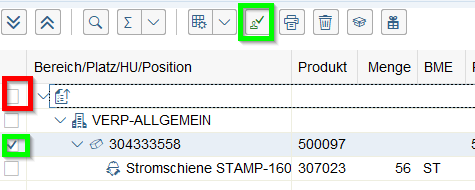 Bereich/Platz/HU/Position Produkt Menge BME
VERP-ALLGEMEIN
304333558 500097
Stromschiene STAMP-160 307023 56 ST